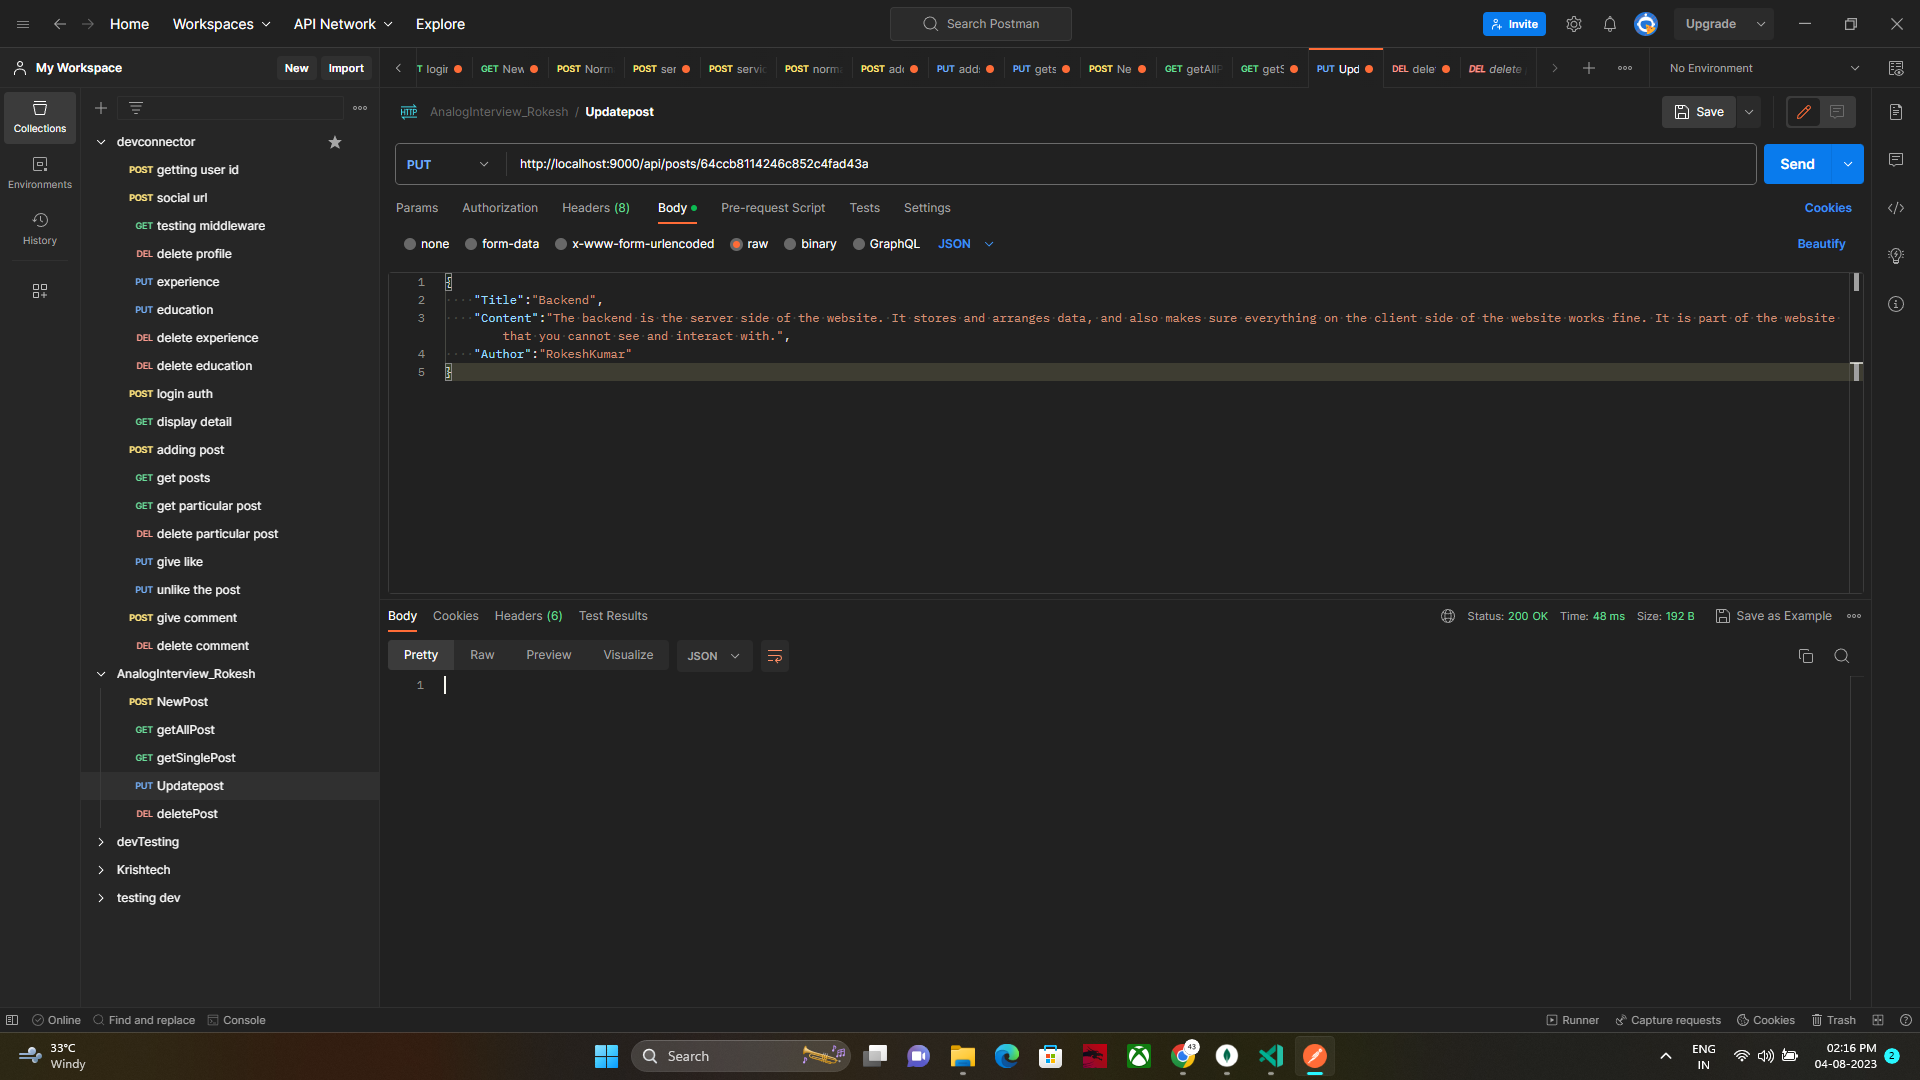 Home
Workspaces
API Network
Explore
Search Postman
Invite
Upgrade
My Workspace
New
Import
T login
GET New
POST Norm
POST ser
POST servic
POST norma
POST add
PUT add
PUT gets
POST Ne
GET getAllP
GET getS
PUT Upd
DEL dele
DEL delete
No Environment
Collections
Environments
History
devconnector
POST getting user id
POST social url
GET testing middleware
DEL delete profile
PUT experience
PUT education
DEL delete experience
DEL delete education
POST login auth
GET display detail
POST adding post
GET get posts
GET get particular post
DEL delete particular post
PUT give like
PUT unlike the post
POST give comment
DEL delete comment
AnalogInterview_Rokesh
POST NewPost
GET getAllPost
GET getSinglePost
PUT Updatepost
DEL deletePost
devTesting
Krishtech
testing dev
HTTP AnalogInterview_Rokesh / Updatepost
Save
PUT
http://localhost:9000/api/posts/64ccb8114246c852c4fad43a
Send
Params
Authorization
Headers (8)
Body
Pre-request Script
Tests
Settings
Cookies
none
form-data
x-www-form-urlencoded
raw
binary
GraphQL
JSON
Beautify
1 {
2 "Title":"Backend",
3 "Content":"The backend is the server side of the website. It stores and arranges data, and also makes sure everything on the client side of the website works fine. It is part of the website
that you cannot see and interact with.",
4 "Author":"RokeshKumar"
5 }
Body
Cookies
Headers (6)
Test Results
Status: 200 OK
Time: 48 ms
Size: 192 B
Save as Example
Pretty
Raw
Preview
Visualize
JSON
1
Online
Find and replace
Console
Runner
Capture requests
Cookies
Trash
33°C
Windy
Search
43
ENG
IN
02:16 PM
04-08-2023
2